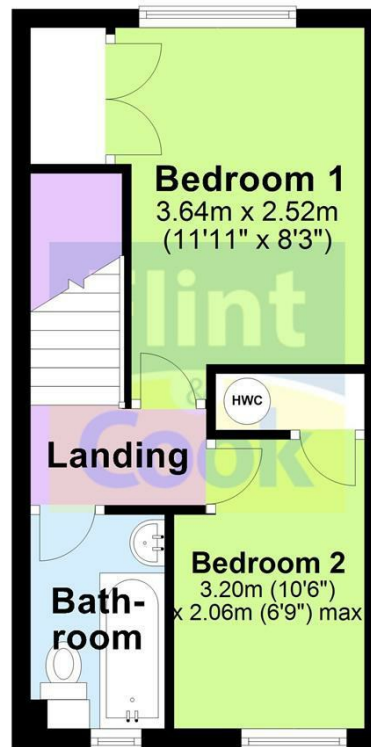 Bedroom 1
3.64m x 2.52m
(11'11" x 8'3")
Flint
&
Cook
HWC
Landing
Bedroom 2
3.20m (10'6")
x 2.06m (6'9") max
Bath-
room